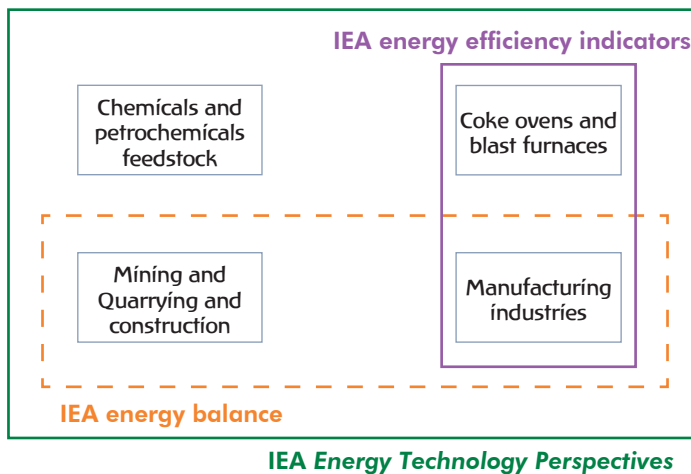 IEA energy efficiency indicators
Chemicals and
petrochemicals
feedstock
Coke ovens and
blast furnaces
Mining and
Quarrying and
construction
Manufacturing
industries
IEA energy balance
IEA Energy Technology Perspectives